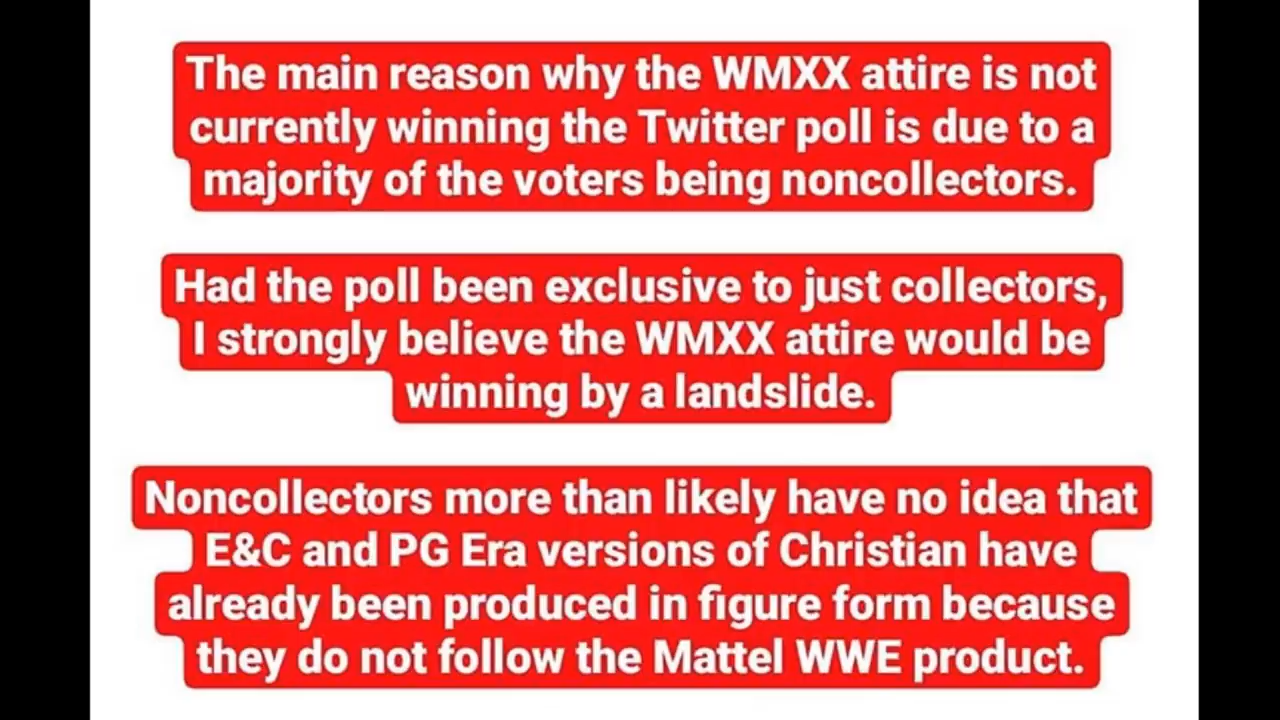 The main reason why the WMXX attire is not
currently winning the Twitter poll is due to a
majority of the voters being noncollectors.
Had the poll been exclusive to just collectors,
I strongly believe the WMXX attire would be
winning by a landslide.
Noncollectors more than likely have no idea that
E&C and PG Era versions of Christian have
already been produced in figure form because
they do not follow the Mattel WWE product.